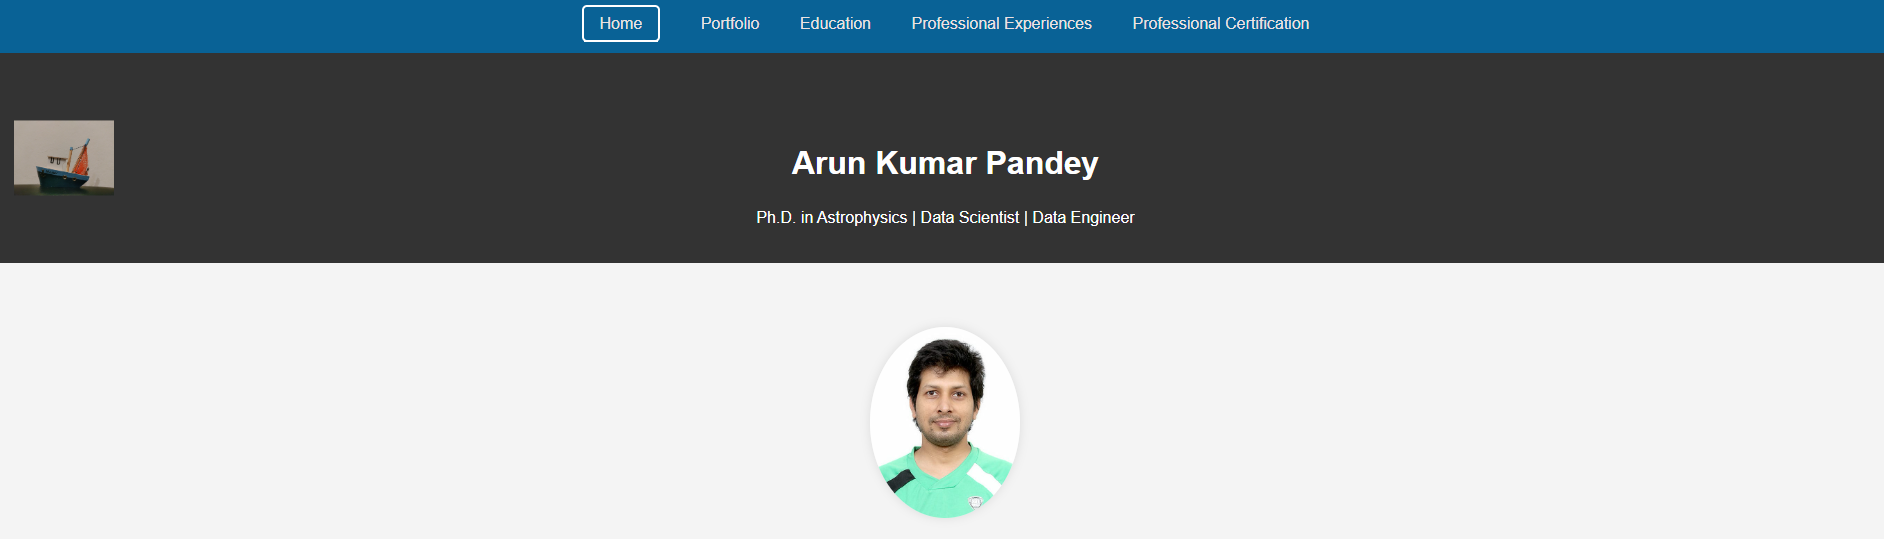 Home Portfolio Education Professional Experiences Professional Certification
Arun Kumar Pandey
Ph.D. in Astrophysics | Data Scientist | Data Engineer